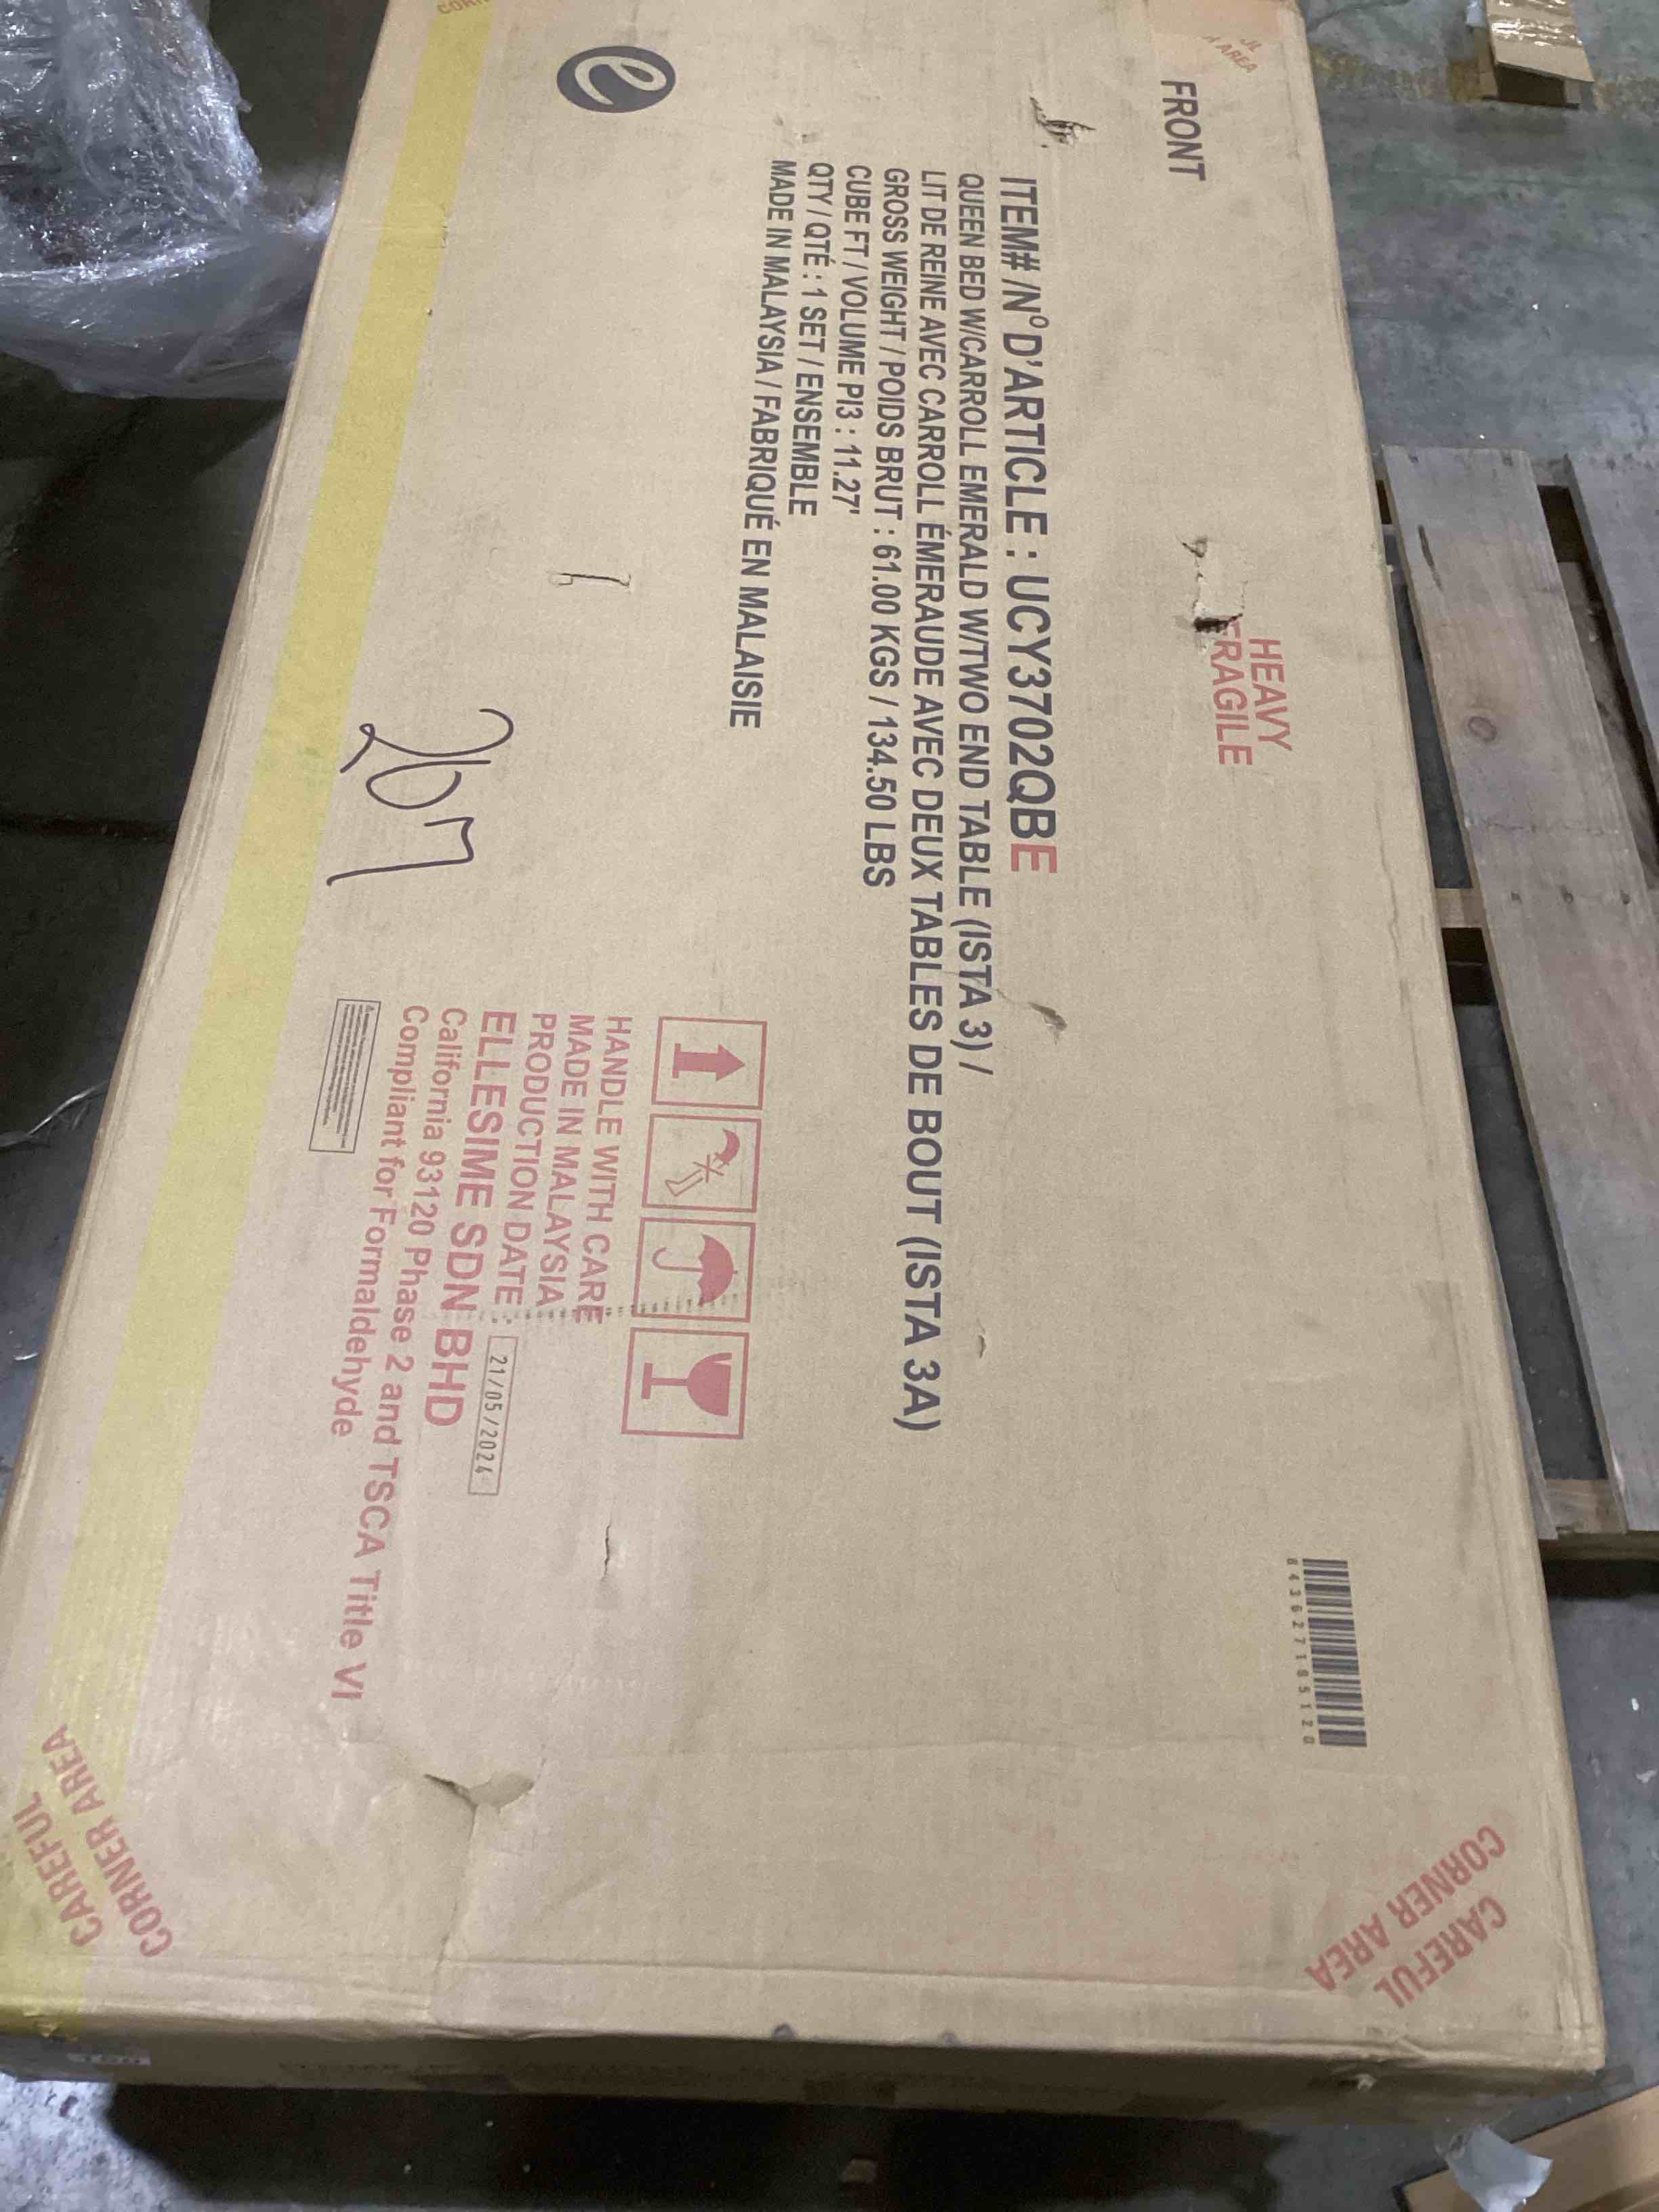 FRONT
HEAVY
FRAGILE
ITEM# /N° D'ARTICLE : UCY3702QBE
QUEEN BED W/CARROLL EMERALD W/TWO END TABLE (ISTA 3) /
LIT DE REINE AVEC CARROLL ÉMERAUDE AVEC DEUX TABLES DE BOUT (ISTA 3A)
GROSS WEIGHT / POIDS BRUT : 61.00 KGS / 134.50 LBS
CUBE FT / VOLUME PI3 : 11.27'
QTY / QTÉ : 1 SET / ENSEMBLE
MADE IN MALAYSIA / FABRIQUÉ EN MALAISIE
e
HANDLE WITH CARE
MADE IN MALAYSIA
PRODUCTION DATE :
21/05/2024
ELLESIME SDN BHD
California 93120 Phase 2 and TSCA Title VI
Compliant for Formaldehyde
843627185120
CAREFUL
CORNER AREA
CAREFUL
CORNER AREA
AREA